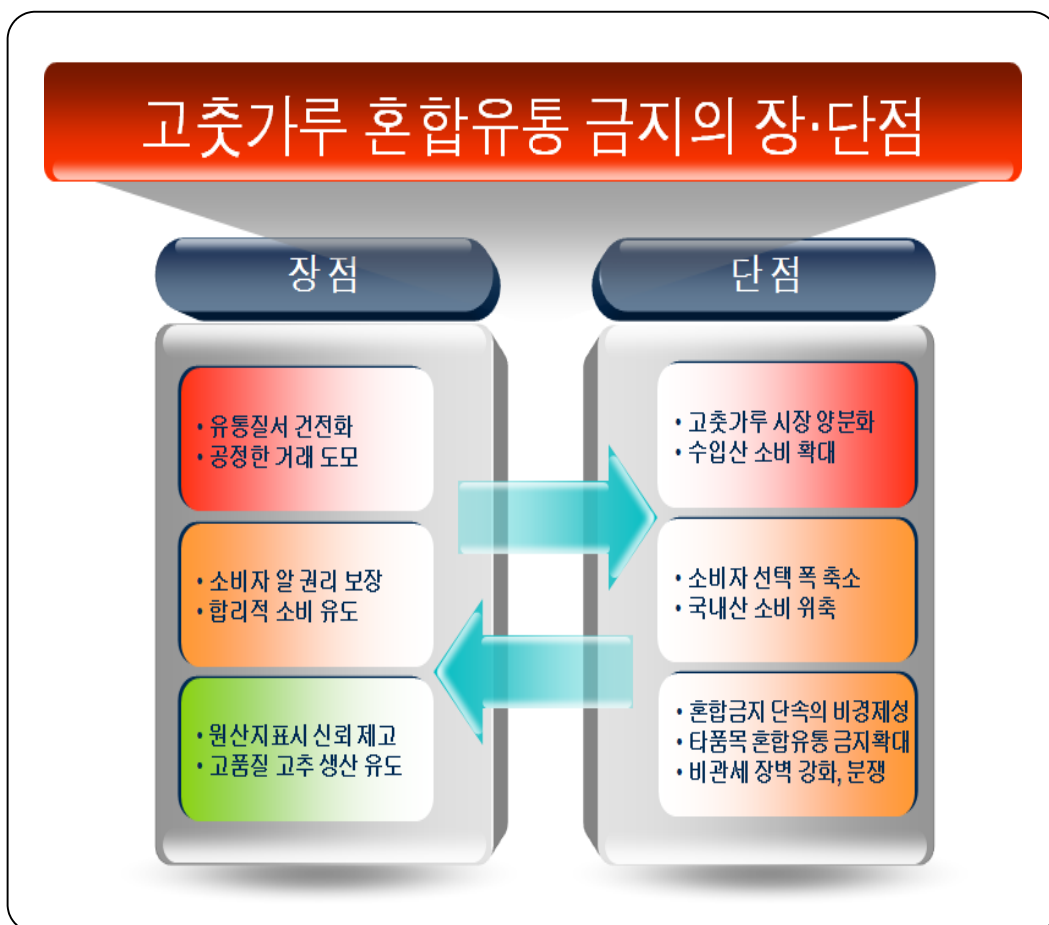 고춧가루 혼합유통 금지의 장·단점
장점
• 유통질서 건전화
• 공정한 거래 도모
• 소비자 알 권리 보장
• 합리적 소비 유도
• 원산지표시 신뢰 제고
• 고품질 고추 생산 유도
단점
• 고춧가루 시장 양분화
• 수입산 소비 확대
• 소비자 선택 폭 축소
• 국내산 소비 위축
• 혼합금지 단속의 비경제성
• 타품목 혼합유통 금지확대
• 비관세 장벽 강화, 분쟁